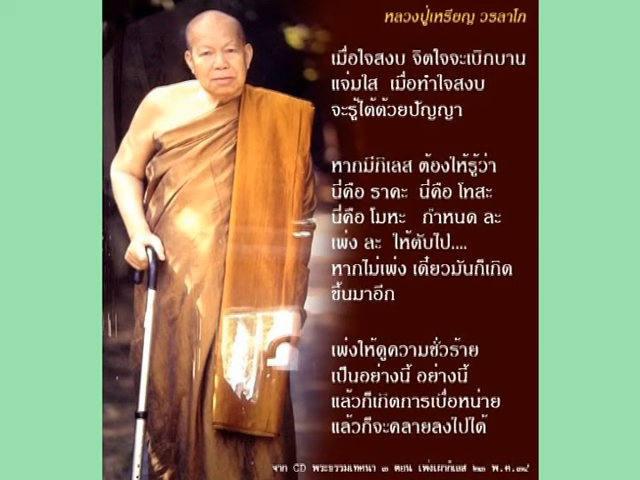 หลวงปู่เหรียญ วรลาโภ
เมื่อใจสงบ จิตใจจะเบิกบาน
แจ่มใส เมื่อทำใจสงบ
จะรู้ได้ด้วยปัญญา
หากมีกิเลส ต้องให้รู้ว่า
นี่คือ ราคะ นี่คือ โทสะ
นี่คือ โมหะ กำหนด ละ
เพ่ง ละ ให้ดับไป....
หากไม่เพ่ง เดี๋ยวมันก็เกิด
ขึ้นมาอีก
เพ่งให้ดูความชั่วร้าย
เป็นอย่างนี้ อย่างนี้
แล้วก็เกิดการเบื่อหน่าย
แล้วก็จะคลายลงไปได้
จาก CD พระธรรมเทศนา ๓ ตอน เพ่งเผากิเลส ๒๓ พ.ค.๓๔